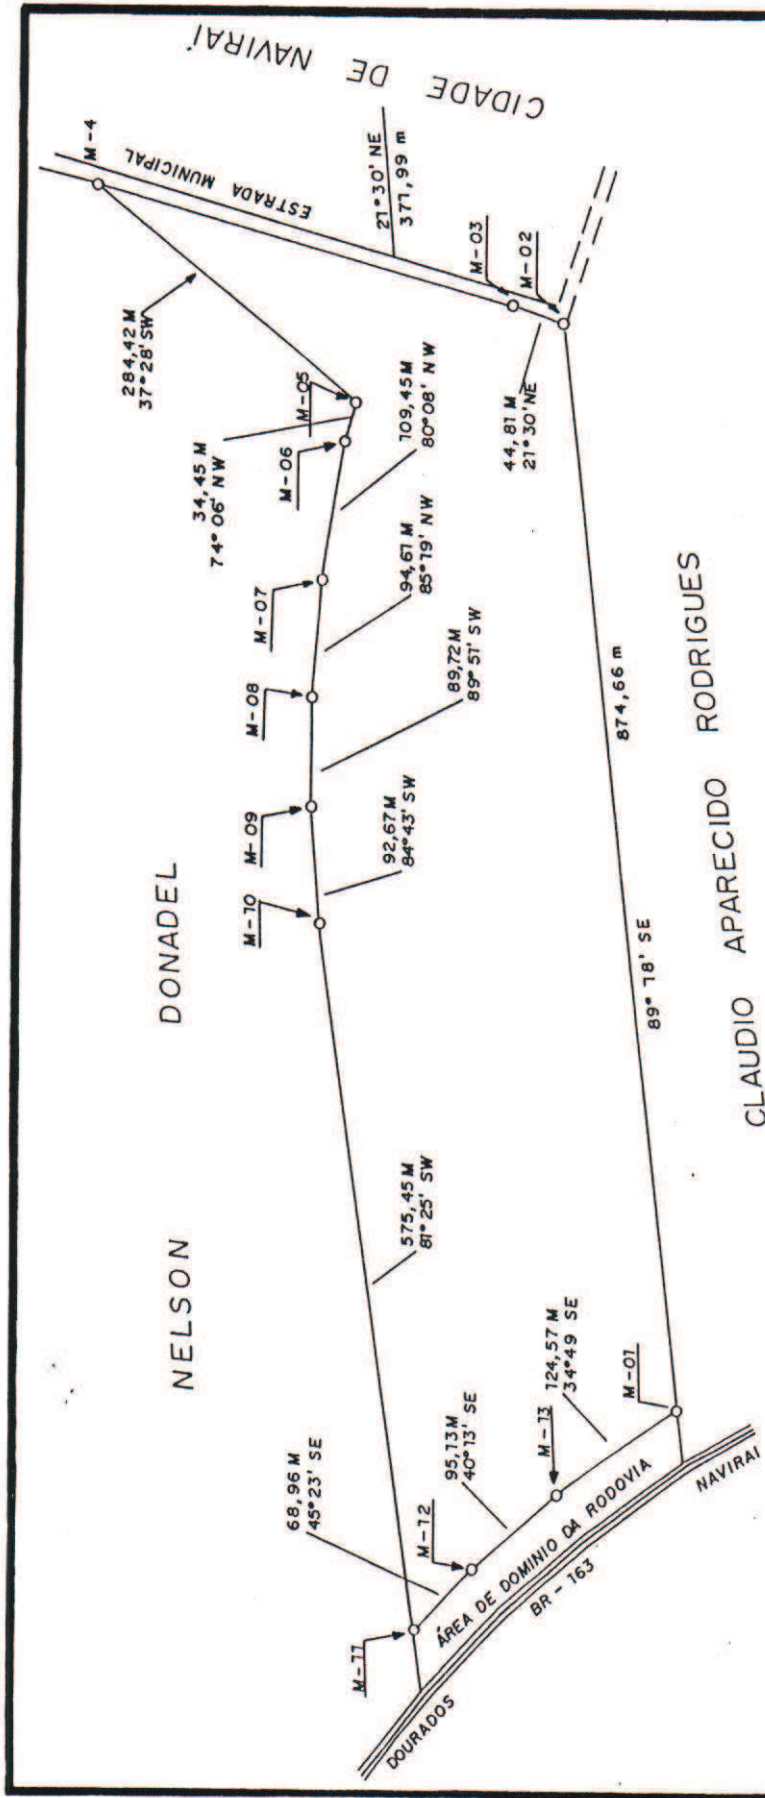 CIDADE DE NAVIRAÍ
M-4
ESTRADA MUNICIPAL
21°30' NE
371,99 m
M-03
M-02
284,42 M
37°28' SW
M-05
44,81 M
21°30' NE
34,45 M
74°06' NW
M-06
109,45 M
80°08' NW
M-07
94,61 M
85°19' NW
M-08
89,72 M
89°51' SW
M-09
92,67 M
84°43' SW
M-10
NELSON DONADEL
874,66 m
89° 18' SE
CLAUDIO APARECIDO RODRIGUES
575,45 M
81°25' SW
68,96 M
45°23' SE
95,13 M
40°13' SE
124,57 M
34°49 SE
M-11
M-12
M-13
M-01
ÁREA DE DOMINIO DA RODOVIA
BR - 163
DOURADOS
NAVIRAI